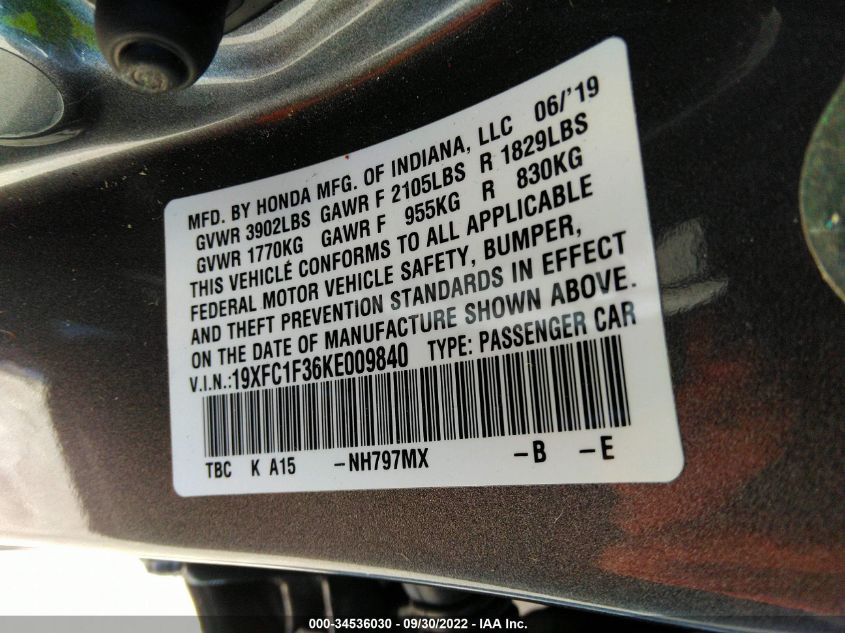 MFD. BY HONDA MFG. OF INDIANA, LLC 06/'19
GVWR 3902LBS GAWR F 2105LBS R 1829LBS
GVWR 1770KG GAWR F 955KG R 830KG
THIS VEHICLE CONFORMS TO ALL APPLICABLE
FEDERAL MOTOR VEHICLE SAFETY, BUMPER,
AND THEFT PREVENTION STANDARDS IN EFFECT
ON THE DATE OF MANUFACTURE SHOWN ABOVE.
V.I.N.:19XFC1F36KE009840 TYPE: PASSENGER CAR
TBC K A15 -NH797MX -B -E
000-34536030 - 09/30/2022 - IAA Inc.